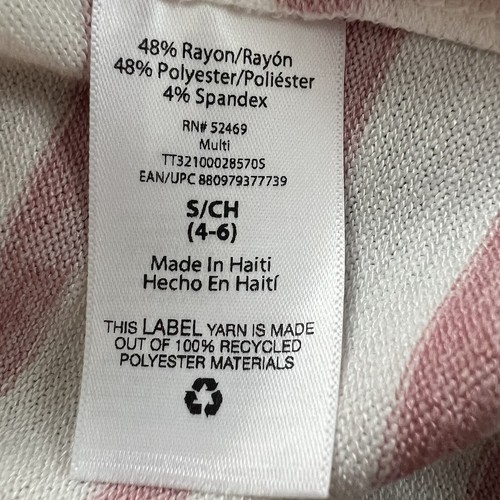 48% Rayon/Rayón
48% Polyester/Poliéster
4% Spandex
RN# 52469
Multi
TT32100028570S
EAN/UPC 880979377739
S/CH
(4-6)
Made In Haiti
Hecho En Haití
THIS LABEL YARN IS MADE
OUT OF 100% RECYCLED
POLYESTER MATERIALS